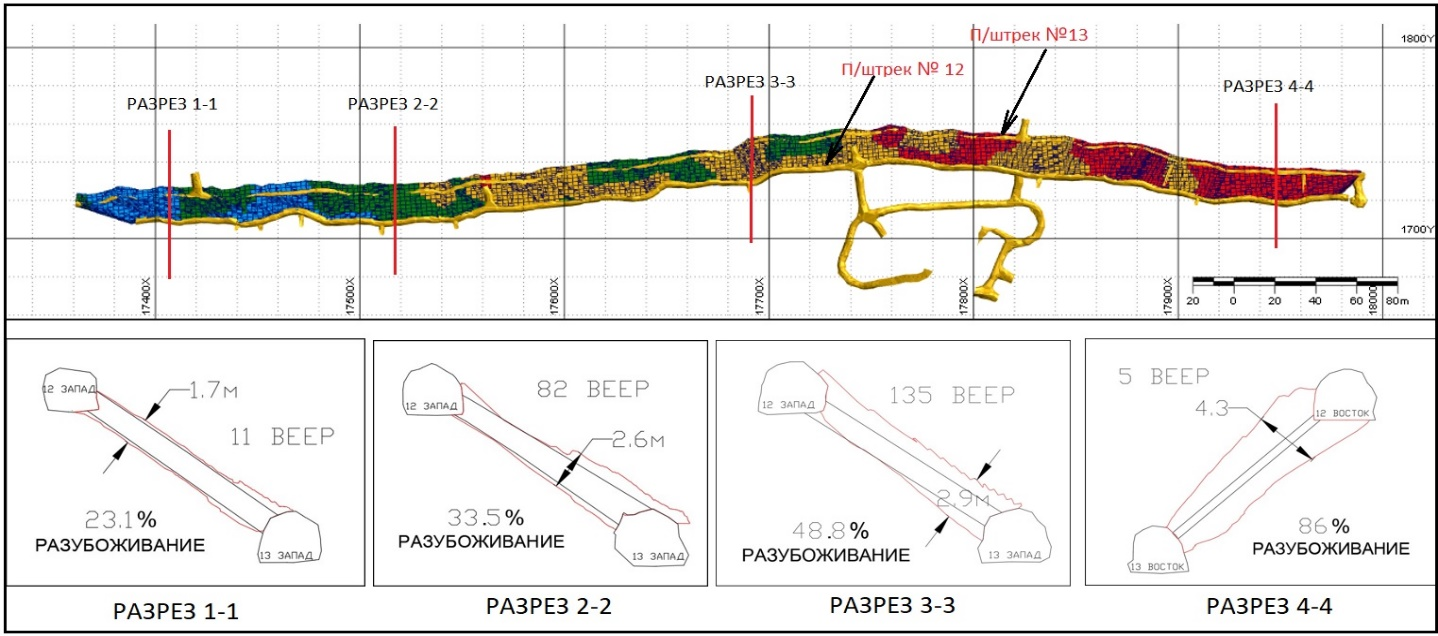 П/штрек №13
1800Y
П/штрек № 12
РАЗРЕЗ 3-3
РАЗРЕЗ 4-4
РАЗРЕЗ 1-1
РАЗРЕЗ 2-2
1700Y
17400X
17500X
17600X
17700X
17800X
17900X
18000X
20 0 20 40 60 80m
12 ЗАПАД
1.7м
11 ВЕЕР
23.1%
РАЗУБОЖИВАНИЕ
13 ЗАПАД
РАЗРЕЗ 1-1
12 ЗАПАД
82 ВЕЕР
2.6м
33.5%
РАЗУБОЖИВАНИЕ
13 ЗАПАД
РАЗРЕЗ 2-2
12 ЗАПАД
135 ВЕЕР
2.9м
48.8%
РАЗУБОЖИВАНИЕ
13 ЗАПАД
РАЗРЕЗ 3-3
5 ВЕЕР
4.3
12 ВОСТОК
86%
РАЗУБОЖИВАНИЕ
13 ВОСТОК
РАЗРЕЗ 4-4